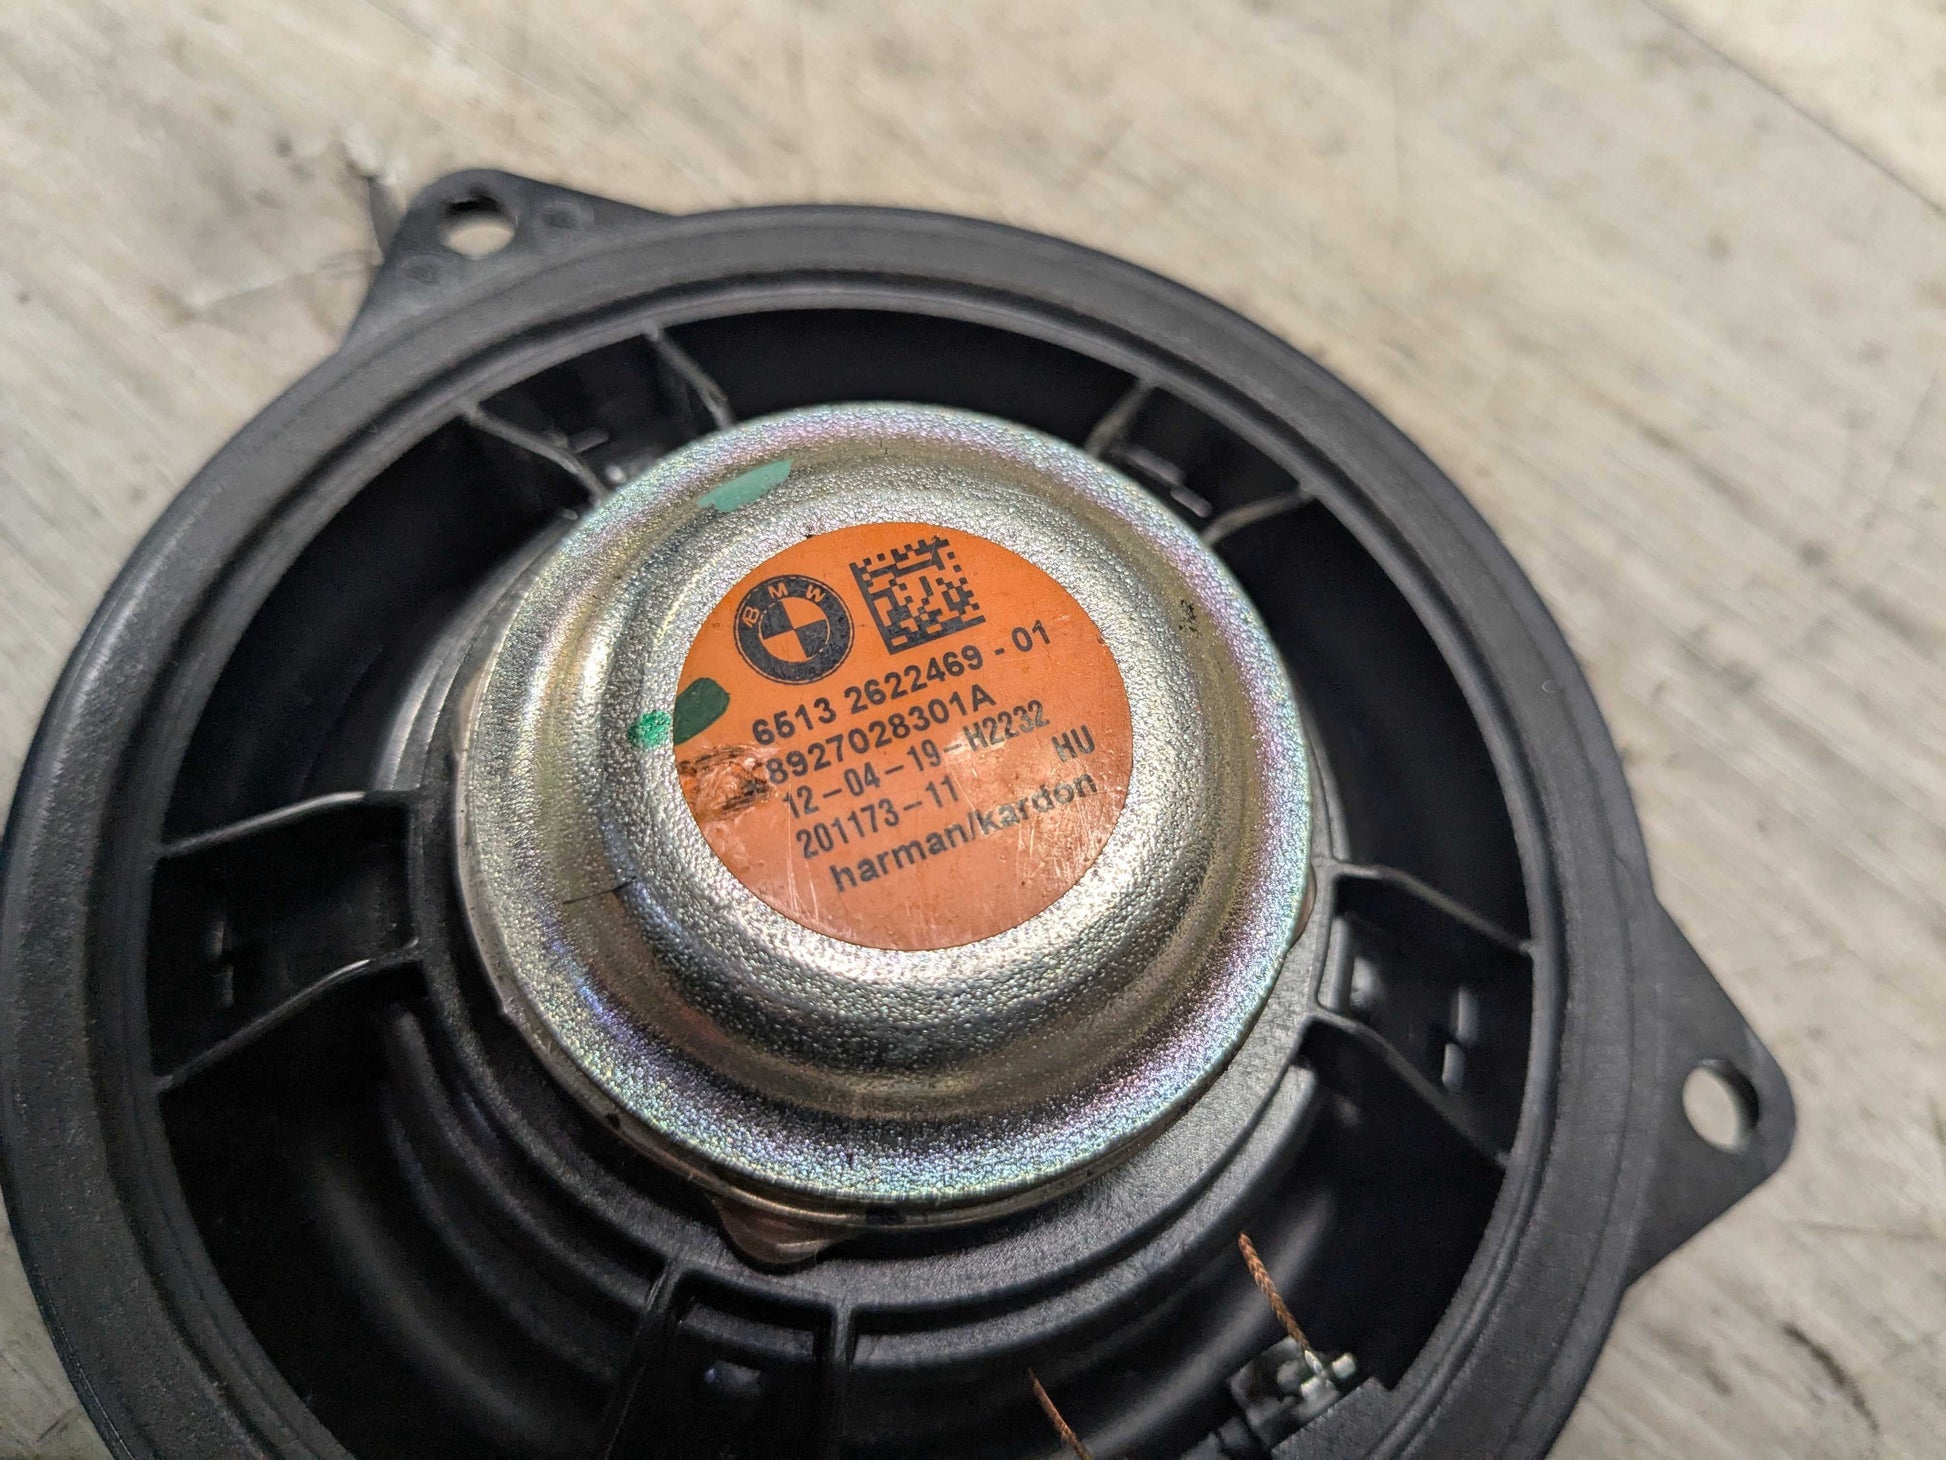 BMW
6513 2622469 - 01
8927028301A
12-04-19-H2232
201173-11 HU
harman/kardon